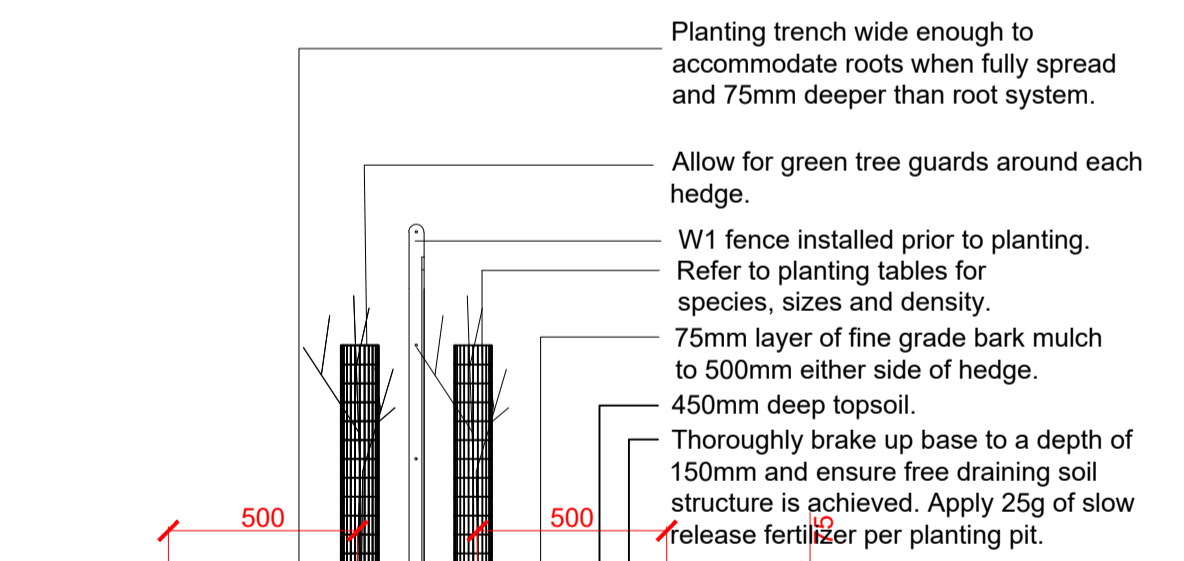 Planting trench wide enough to
accommodate roots when fully spread
and 75mm deeper than root system.
Allow for green tree guards around each
hedge.
W1 fence installed prior to planting.
Refer to planting tables for
species, sizes and density.
75mm layer of fine grade bark mulch
to 500mm either side of hedge.
450mm deep topsoil.
Thoroughly brake up base to a depth of
150mm and ensure free draining soil
structure is achieved. Apply 25g of slow
release fertilizer per planting pit.
500
500
75